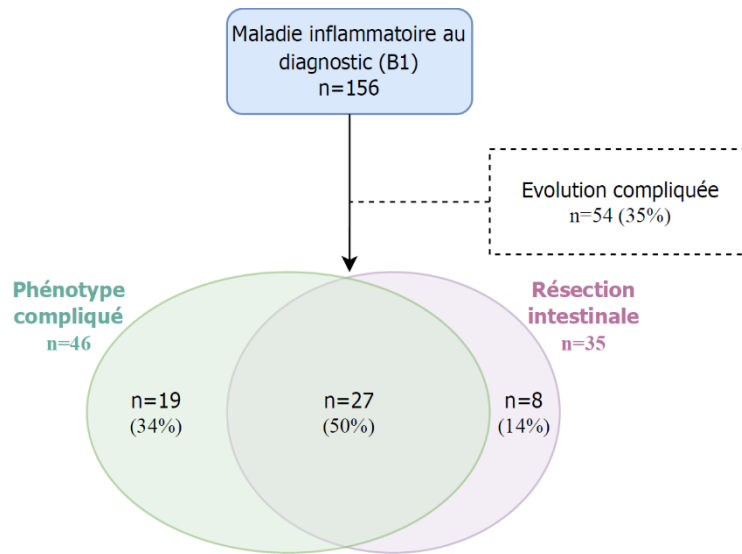 Maladie inflammatoire au
diagnostic (B1)
n=156
Evolution compliquée
n=54 (35%)
Phénotype
compliqué
n=46
Résection
intestinale
n=35
n=19
(34%)
n=27
(50%)
n=8
(14%)